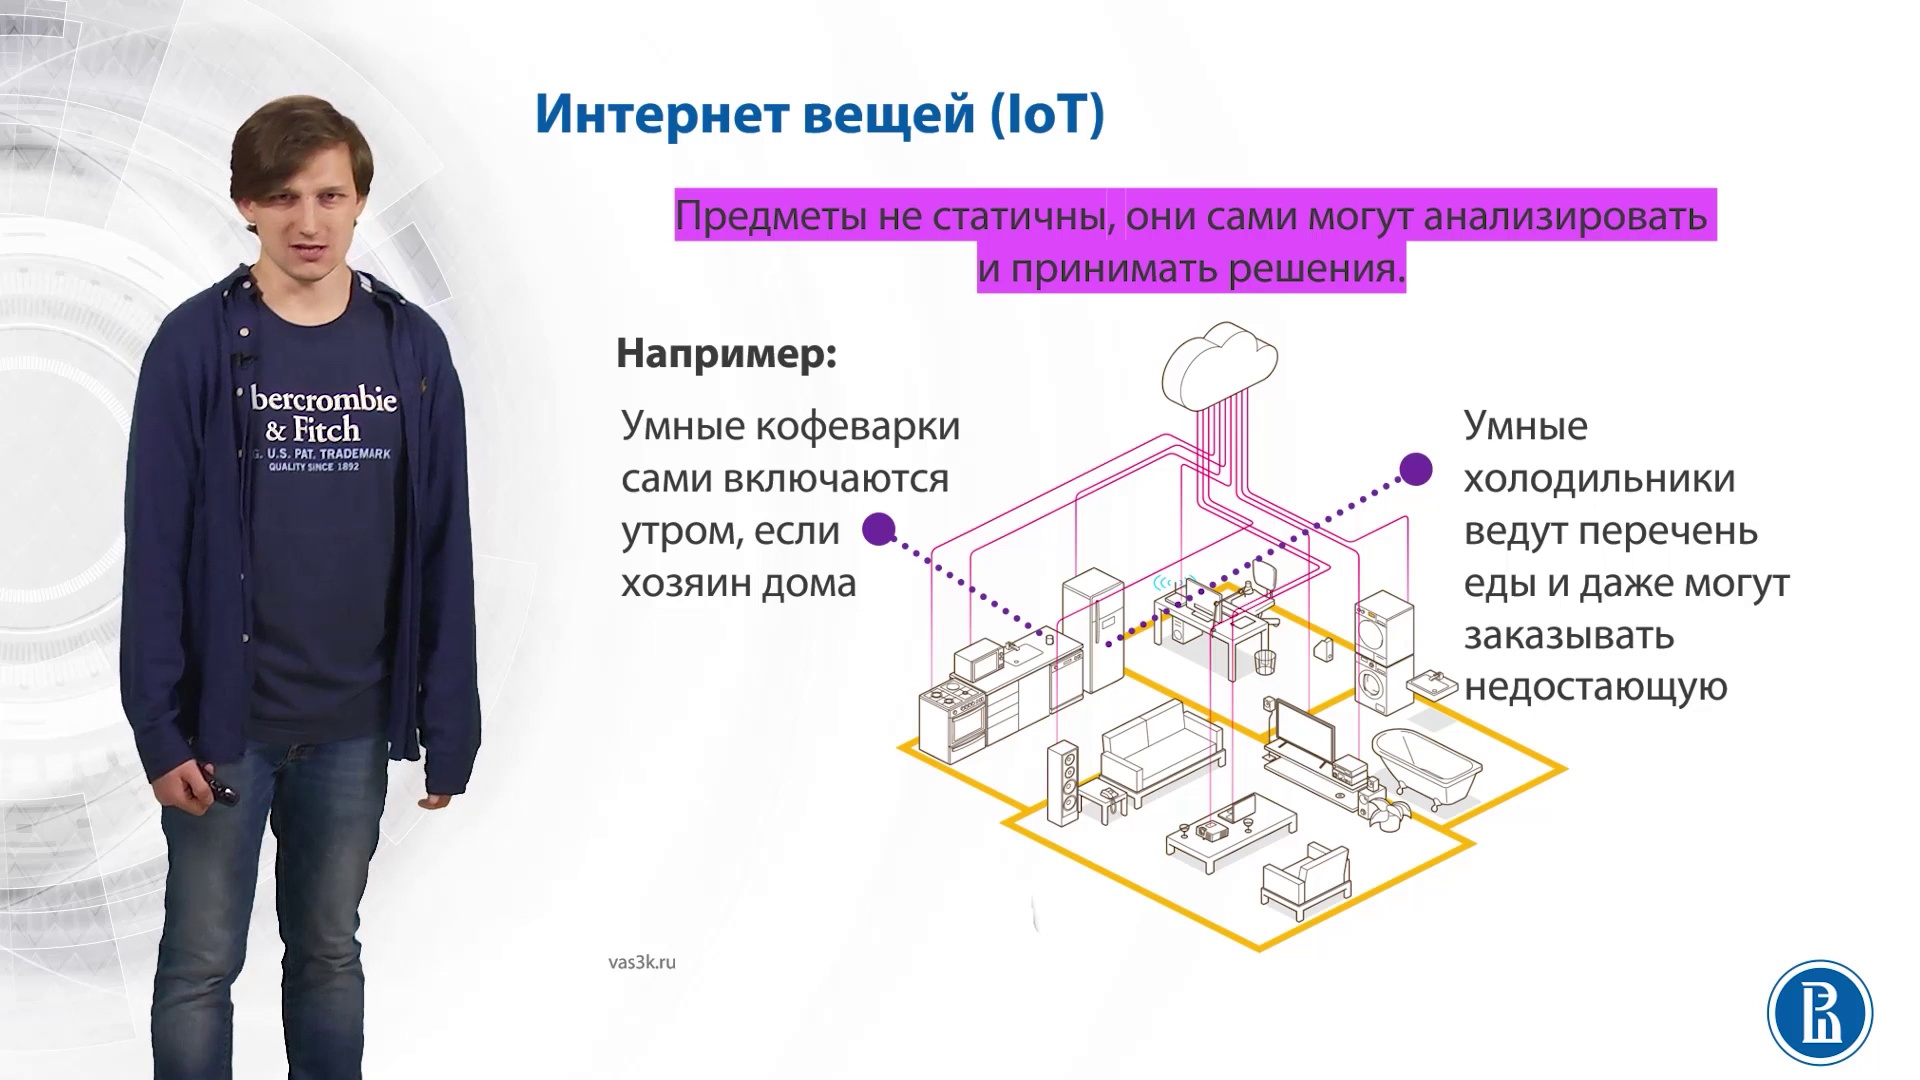 Интернет вещей (IoT)
Предметы не статичны, они сами могут анализировать
и принимать решения.
Например:
Умные кофеварки
сами включаются
утром, если
хозяин дома
Умные
холодильники
ведут перечень
еды и даже могут
заказывать
недостающую
bercrombie
& Fitch
G. U.S. PAT. TRADEMARK
QUALITY SINCE 1892
vas3k.ru